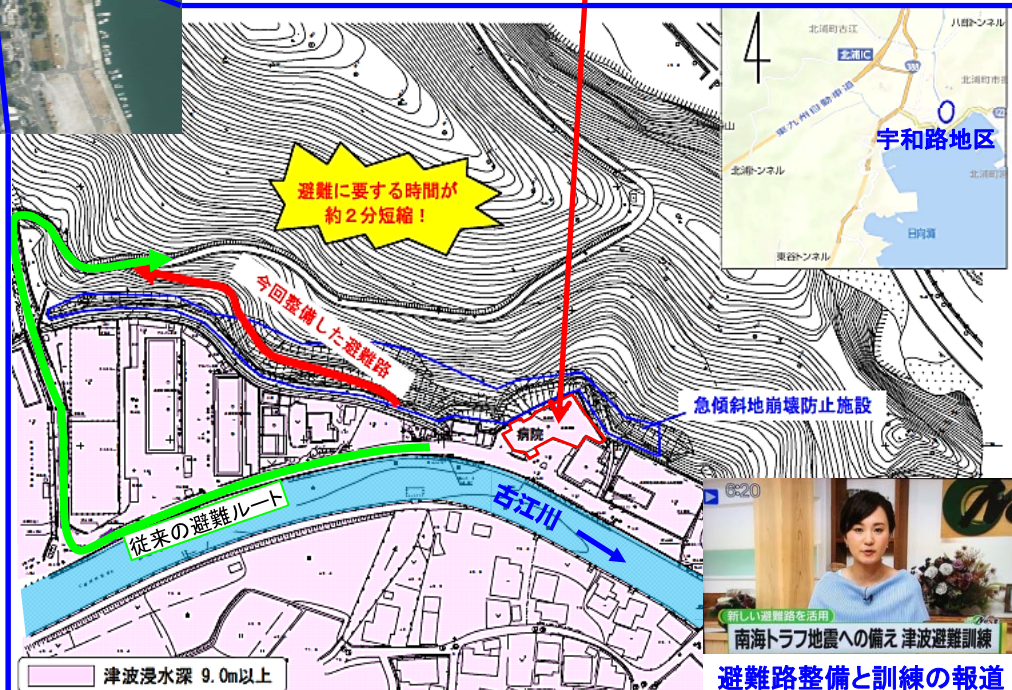 北浦町古江
八田トンネル
北浦IC
388
東九州自動車道
宇和路地区
北浦トンネル
日向灘
東谷トンネル
避難に要する時間が
約2分短縮!
今回整備した避難路
急傾斜地崩壊防止施設
病院
従来の避難ルート
古江川
津波浸水深 9.0m以上
6:20
新しい避難路を活用
南海トラフ地震への備え 津波避難訓練
避難路整備と訓練の報道